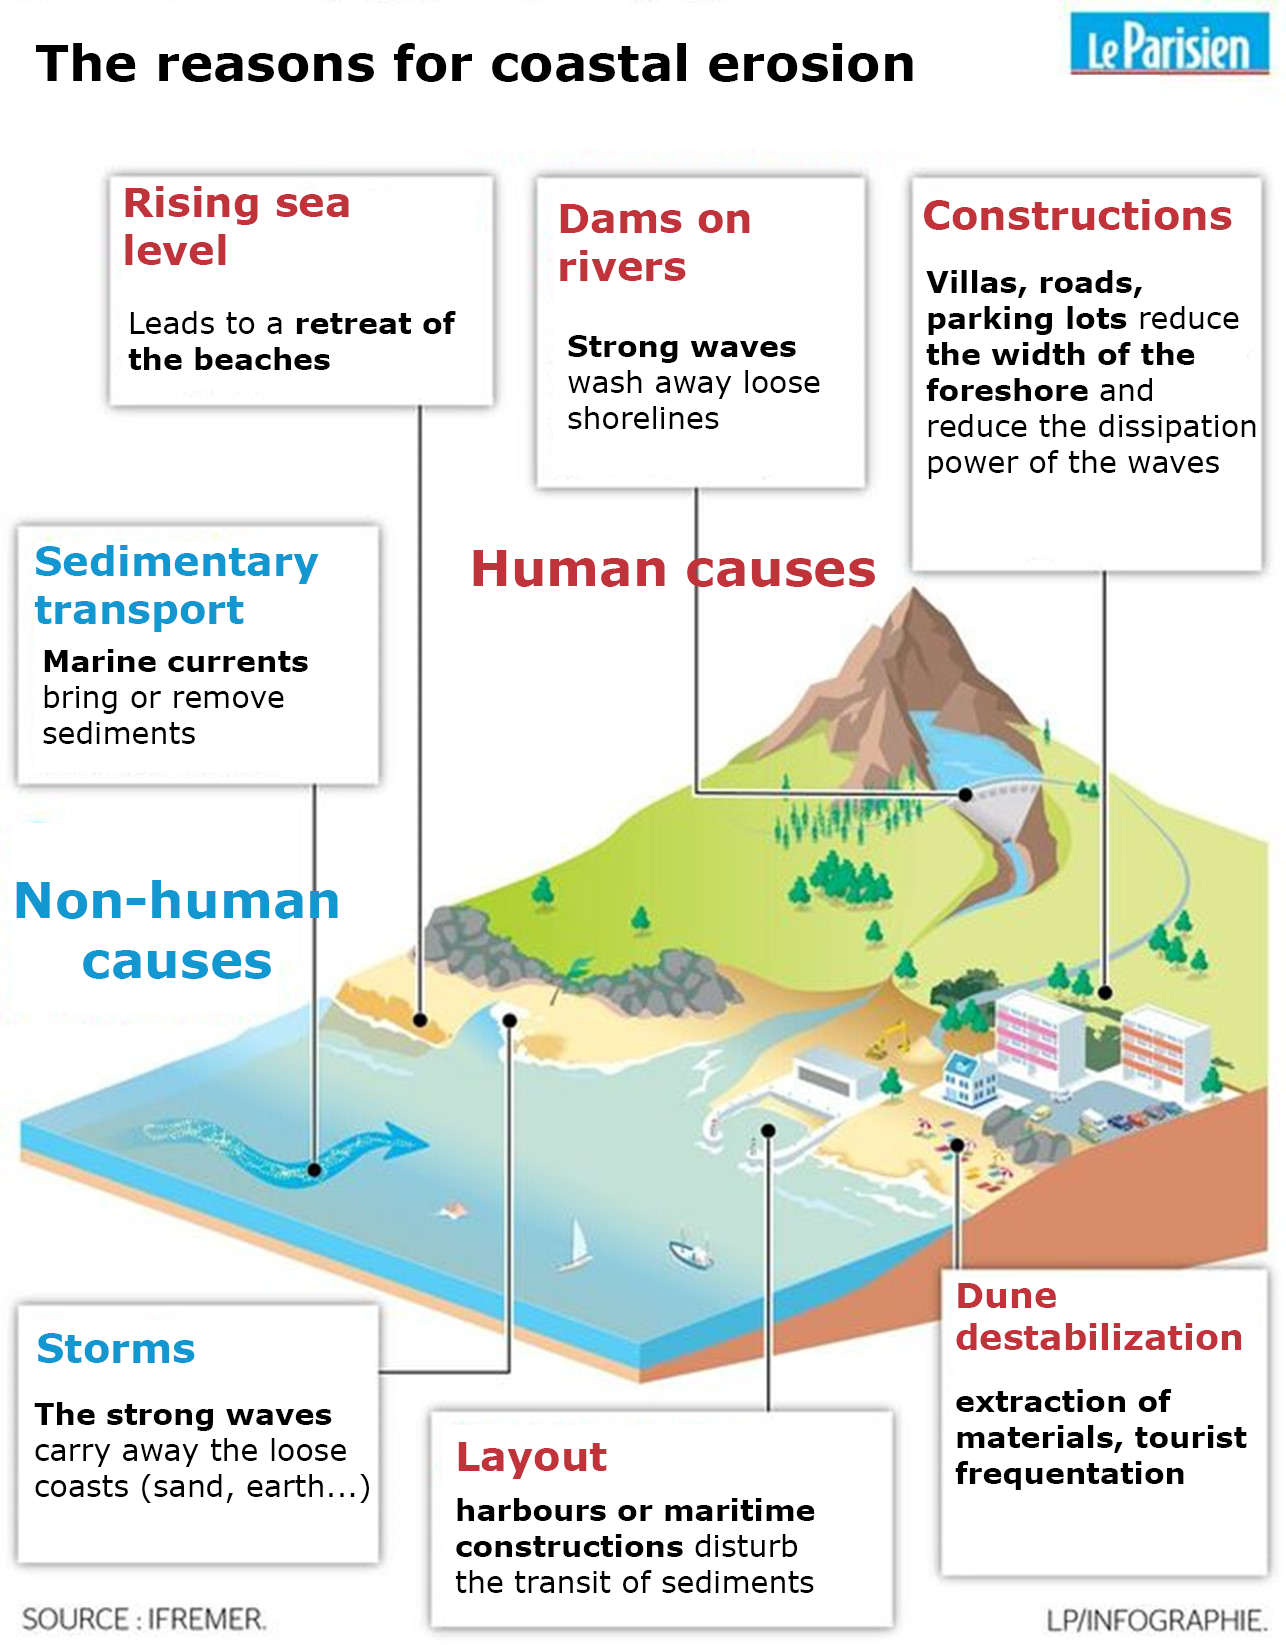 The reasons for coastal erosion
Le Parisien
Rising sea
level
Leads to a retreat of
the beaches
Dams on
rivers
Strong waves
wash away loose
shorelines
Constructions
Villas, roads,
parking lots reduce
the width of the
foreshore and
reduce the dissipation
power of the waves
Sedimentary
transport
Marine currents
bring or remove
sediments
Human causes
Non-human
causes
Storms
The strong waves
carry away the loose
coasts (sand, earth...)
Layout
harbours or maritime
constructions disturb
the transit of sediments
Dune
destabilization
extraction of
materials, tourist
frequentation
SOURCE : IFREMER.
LP/INFOGRAPHIE.